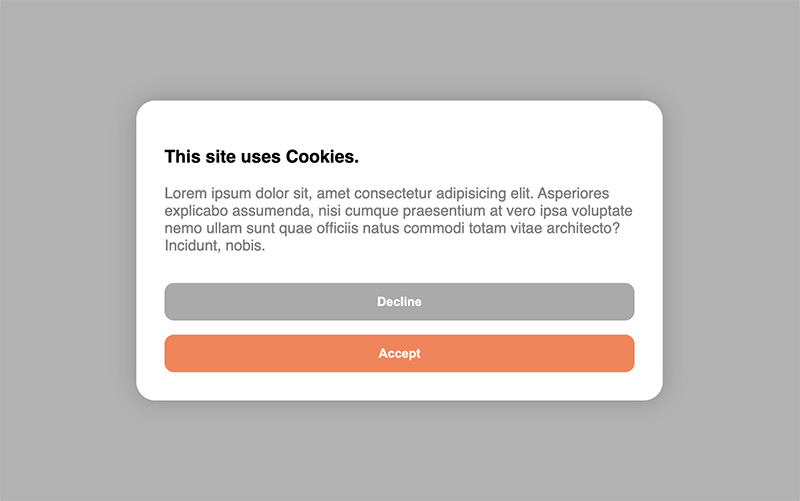 This site uses Cookies.
Lorem ipsum dolor sit, amet consectetur adipisicing elit. Asperiores
explicabo assumenda, nisi cumque praesentium at vero ipsa voluptate
nemo ullam sunt quae officiis natus commodi totam vitae architecto?
Incidunt, nobis.
Decline
Accept